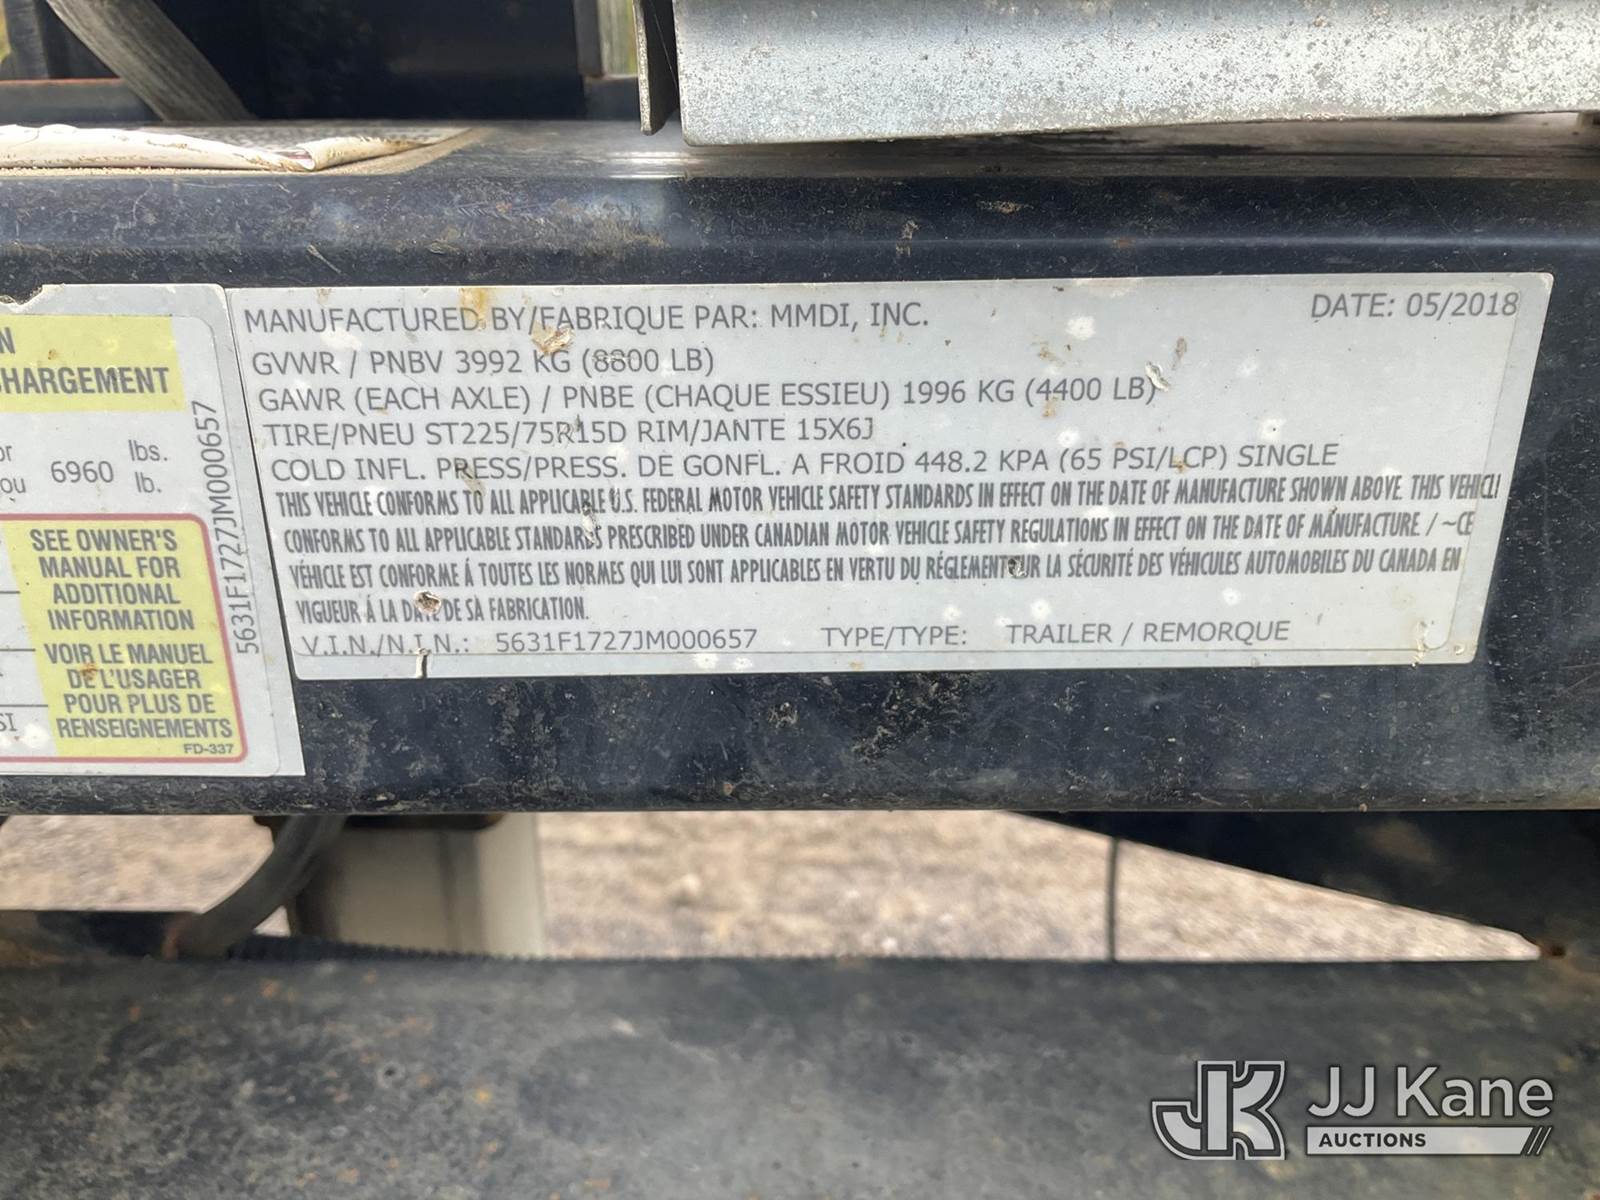 MANUFACTURED BY/FABRIQUE PAR: MMDI, INC.
DATE: 05/2018
GVWR / PNBV 3992 KG (8800 LB)
GAWR (EACH AXLE) / PNBE (CHAQUE ESSIEU) 1996 KG (4400 LB)
TIRE/PNEU ST225/75R15D RIM/JANTE 15X6J
COLD INFL. PRESS/PRESS. DE GONFL. A FROID 448.2 KPA (65 PSI/LCP) SINGLE
THIS VEHICLE CONFORMS TO ALL APPLICABLE U.S. FEDERAL MOTOR VEHICLE SAFETY STANDARDS IN EFFECT ON THE DATE OF MANUFACTURE SHOWN ABOVE. THIS VEHICLE
CONFORMS TO ALL APPLICABLE STANDARDS PRESCRIBED UNDER CANADIAN MOTOR VEHICLE SAFETY REGULATIONS IN EFFECT ON THE DATE OF MANUFACTURE. / ~CE
VÉHICLE EST CONFORME Á TOUTES LES NORMES QUI LUI SONT APPLICABLES EN VERTU DU RÉGLEMENT SUR LA SÉCURITÉ DES VÉHICULES AUTOMOBILES DU CANADA EN
VIGUEUR Á LA DATE DE SA FABRICATION.
V.I.N./N.I.N.: 5631F1727JM000657 TYPE/TYPE: TRAILER / REMORQUE
N
CHARGEMENT
or
ou 6960 lbs.
lb.
5631F1727JM000657
SEE OWNER'S
MANUAL FOR
ADDITIONAL
INFORMATION
VOIR LE MANUEL
DE L'USAGER
POUR PLUS DE
RENSEIGNEMENTS
SI
FD-337
JK JJ Kane
AUCTIONS